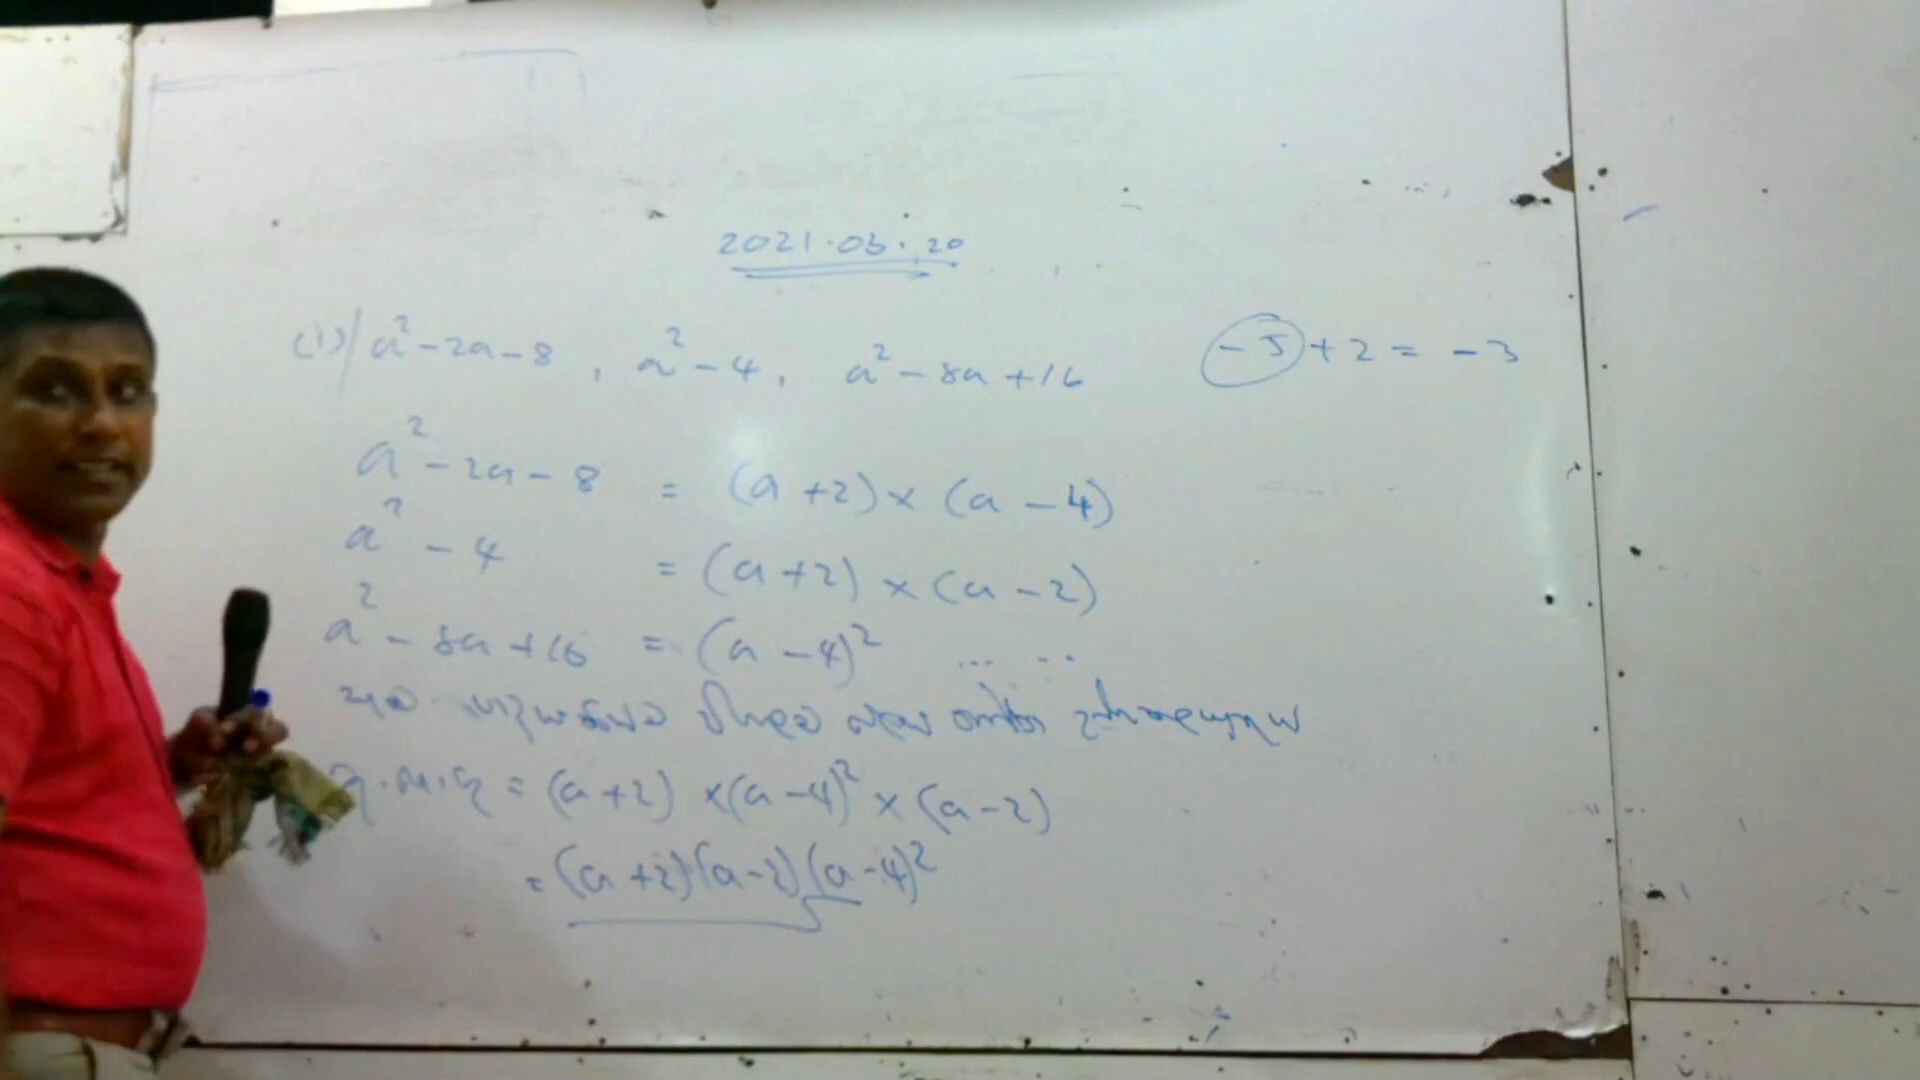 2021.03.20
(1) a² - 2a - 8 , a² - 4 , a² - 8a + 16
-5 + 2 = -3
a² - 2a - 8 = (a + 2) × (a - 4)
a² - 4 = (a + 2) × (a - 2)
a² - 8a + 16 = (a - 4)²
කු.පො.ගු = (a + 2) × (a - 4)² × (a - 2)
= (a + 2)(a - 2)(a - 4)²